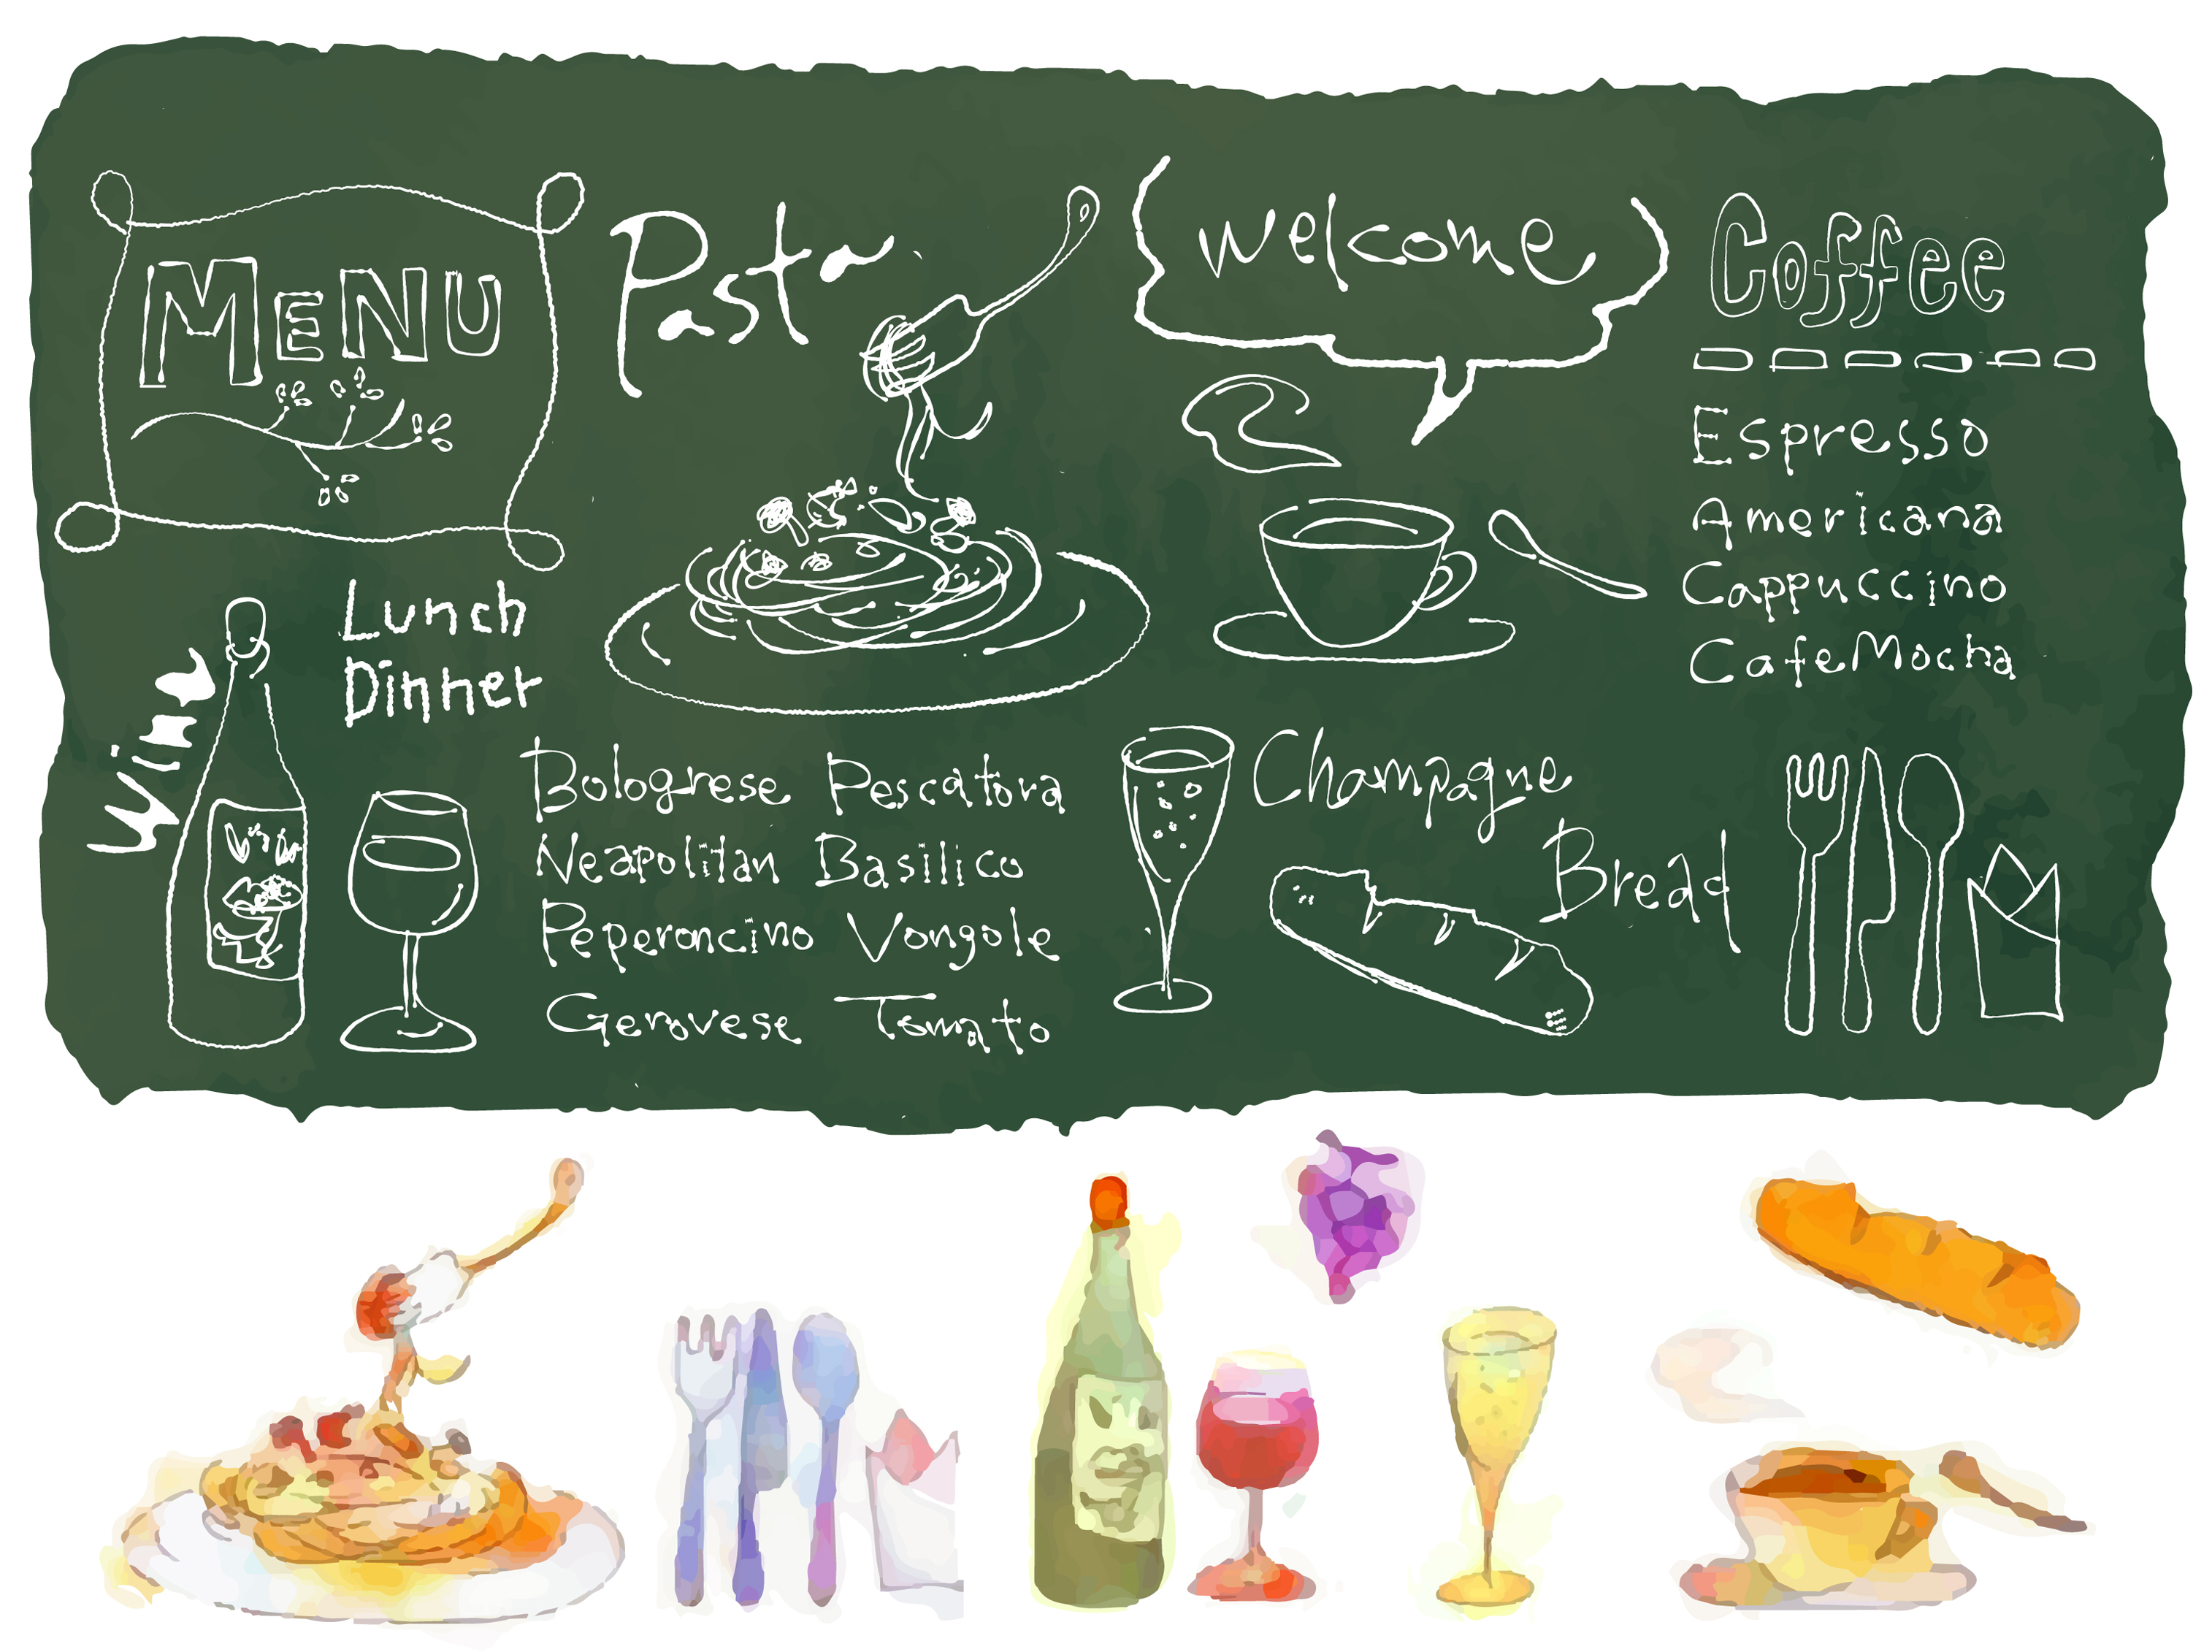 MENU
Pasta
Welcome
Coffee
Espresso
Americana
Cappuccino
CafeMocha
Lunch
Dinner
Wine
Bolognese Pescatora
Neapolitan Basilico
Peperoncino Vongole
Genovese Tomato
Champagne
Bread